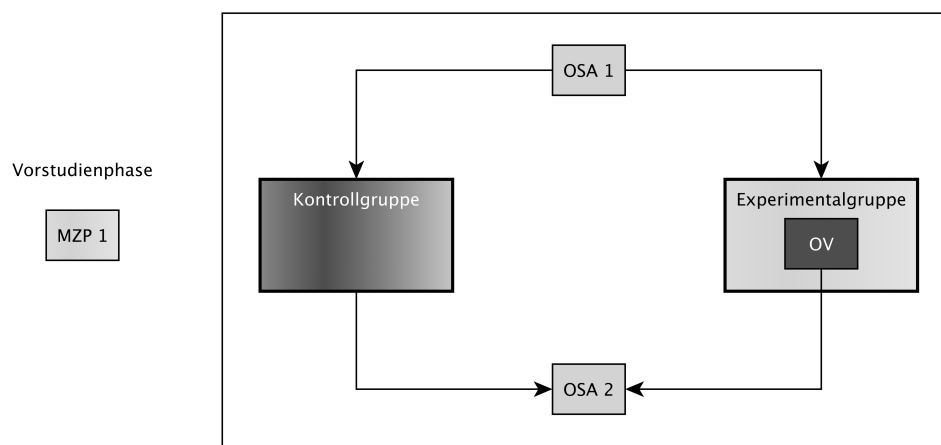 OSA 1
Vorstudienphase
MZP 1
Kontrollgruppe
Experimentalgruppe
OV
OSA 2